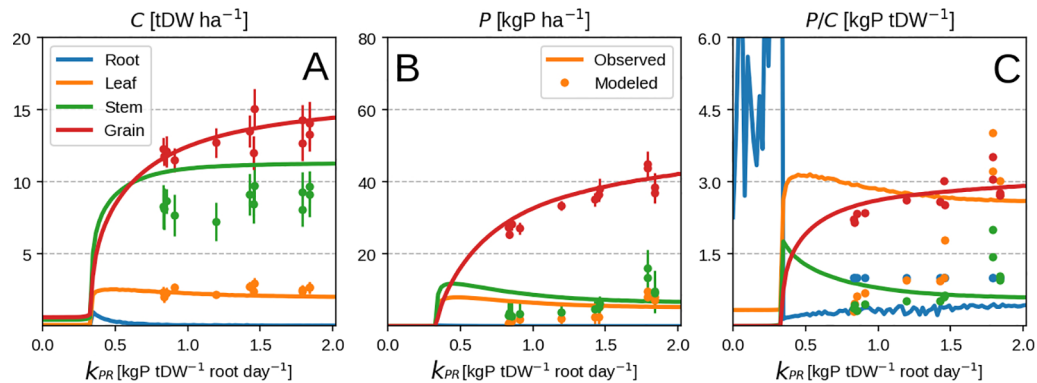 C [tDW ha⁻¹]
20
15
10
5
Root
Leaf
Stem
Grain
A
0.0 0.5 1.0 1.5 2.0
k_PR [kgP tDW⁻¹ root day⁻¹]
P [kgP ha⁻¹]
80
60
40
20
B
Observed
Modeled
0.0 0.5 1.0 1.5 2.0
k_PR [kgP tDW⁻¹ root day⁻¹]
P/C [kgP tDW⁻¹]
6.0
4.5
3.0
1.5
C
0.0 0.5 1.0 1.5 2.0
k_PR [kgP tDW⁻¹ root day⁻¹]